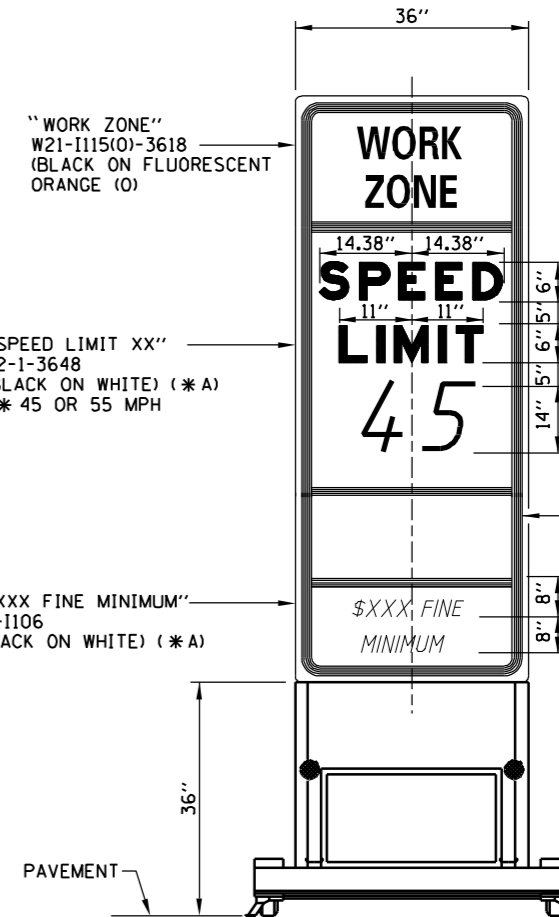 36"
"WORK ZONE"
W21-I115(O)-3618
(BLACK ON FLUORESCENT
ORANGE (O)
WORK
ZONE
14.38" 14.38"
SPEED
11" 11"
LIMIT
45
6"
5"
6"
5"
14"
SPEED LIMIT XX"
2-1-3648
LACK ON WHITE) (*A)
* 45 OR 55 MPH
XXX FINE MINIMUM"
-I106
ACK ON WHITE) (*A)
$XXX FINE
MINIMUM
8"
8"
36"
PAVEMENT